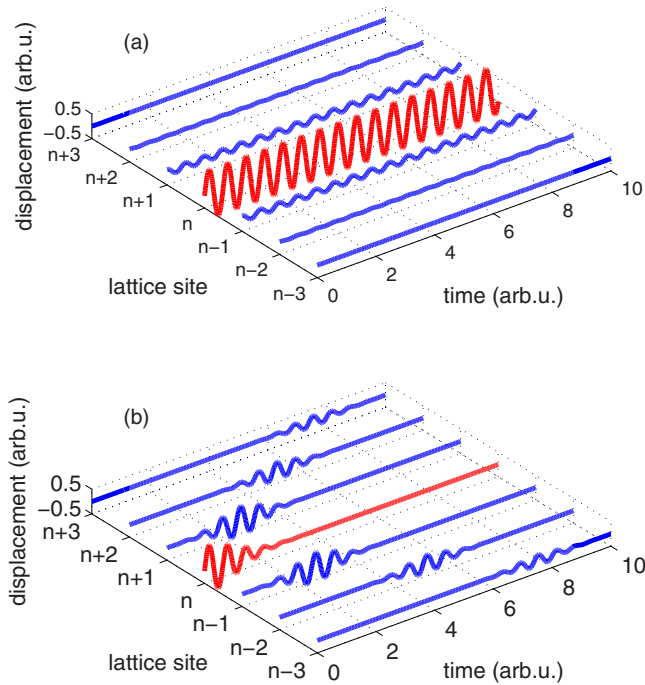 (a)
displacement (arb.u.)
0.5
−0.5
n+3
n+2
n+1
n
n−1
n−2
n−3
lattice site
0
2
4
6
8
10
time (arb.u.)
(b)
displacement (arb.u.)
0.5
−0.5
n+3
n+2
n+1
n
n−1
n−2
n−3
lattice site
0
2
4
6
8
10
time (arb.u.)